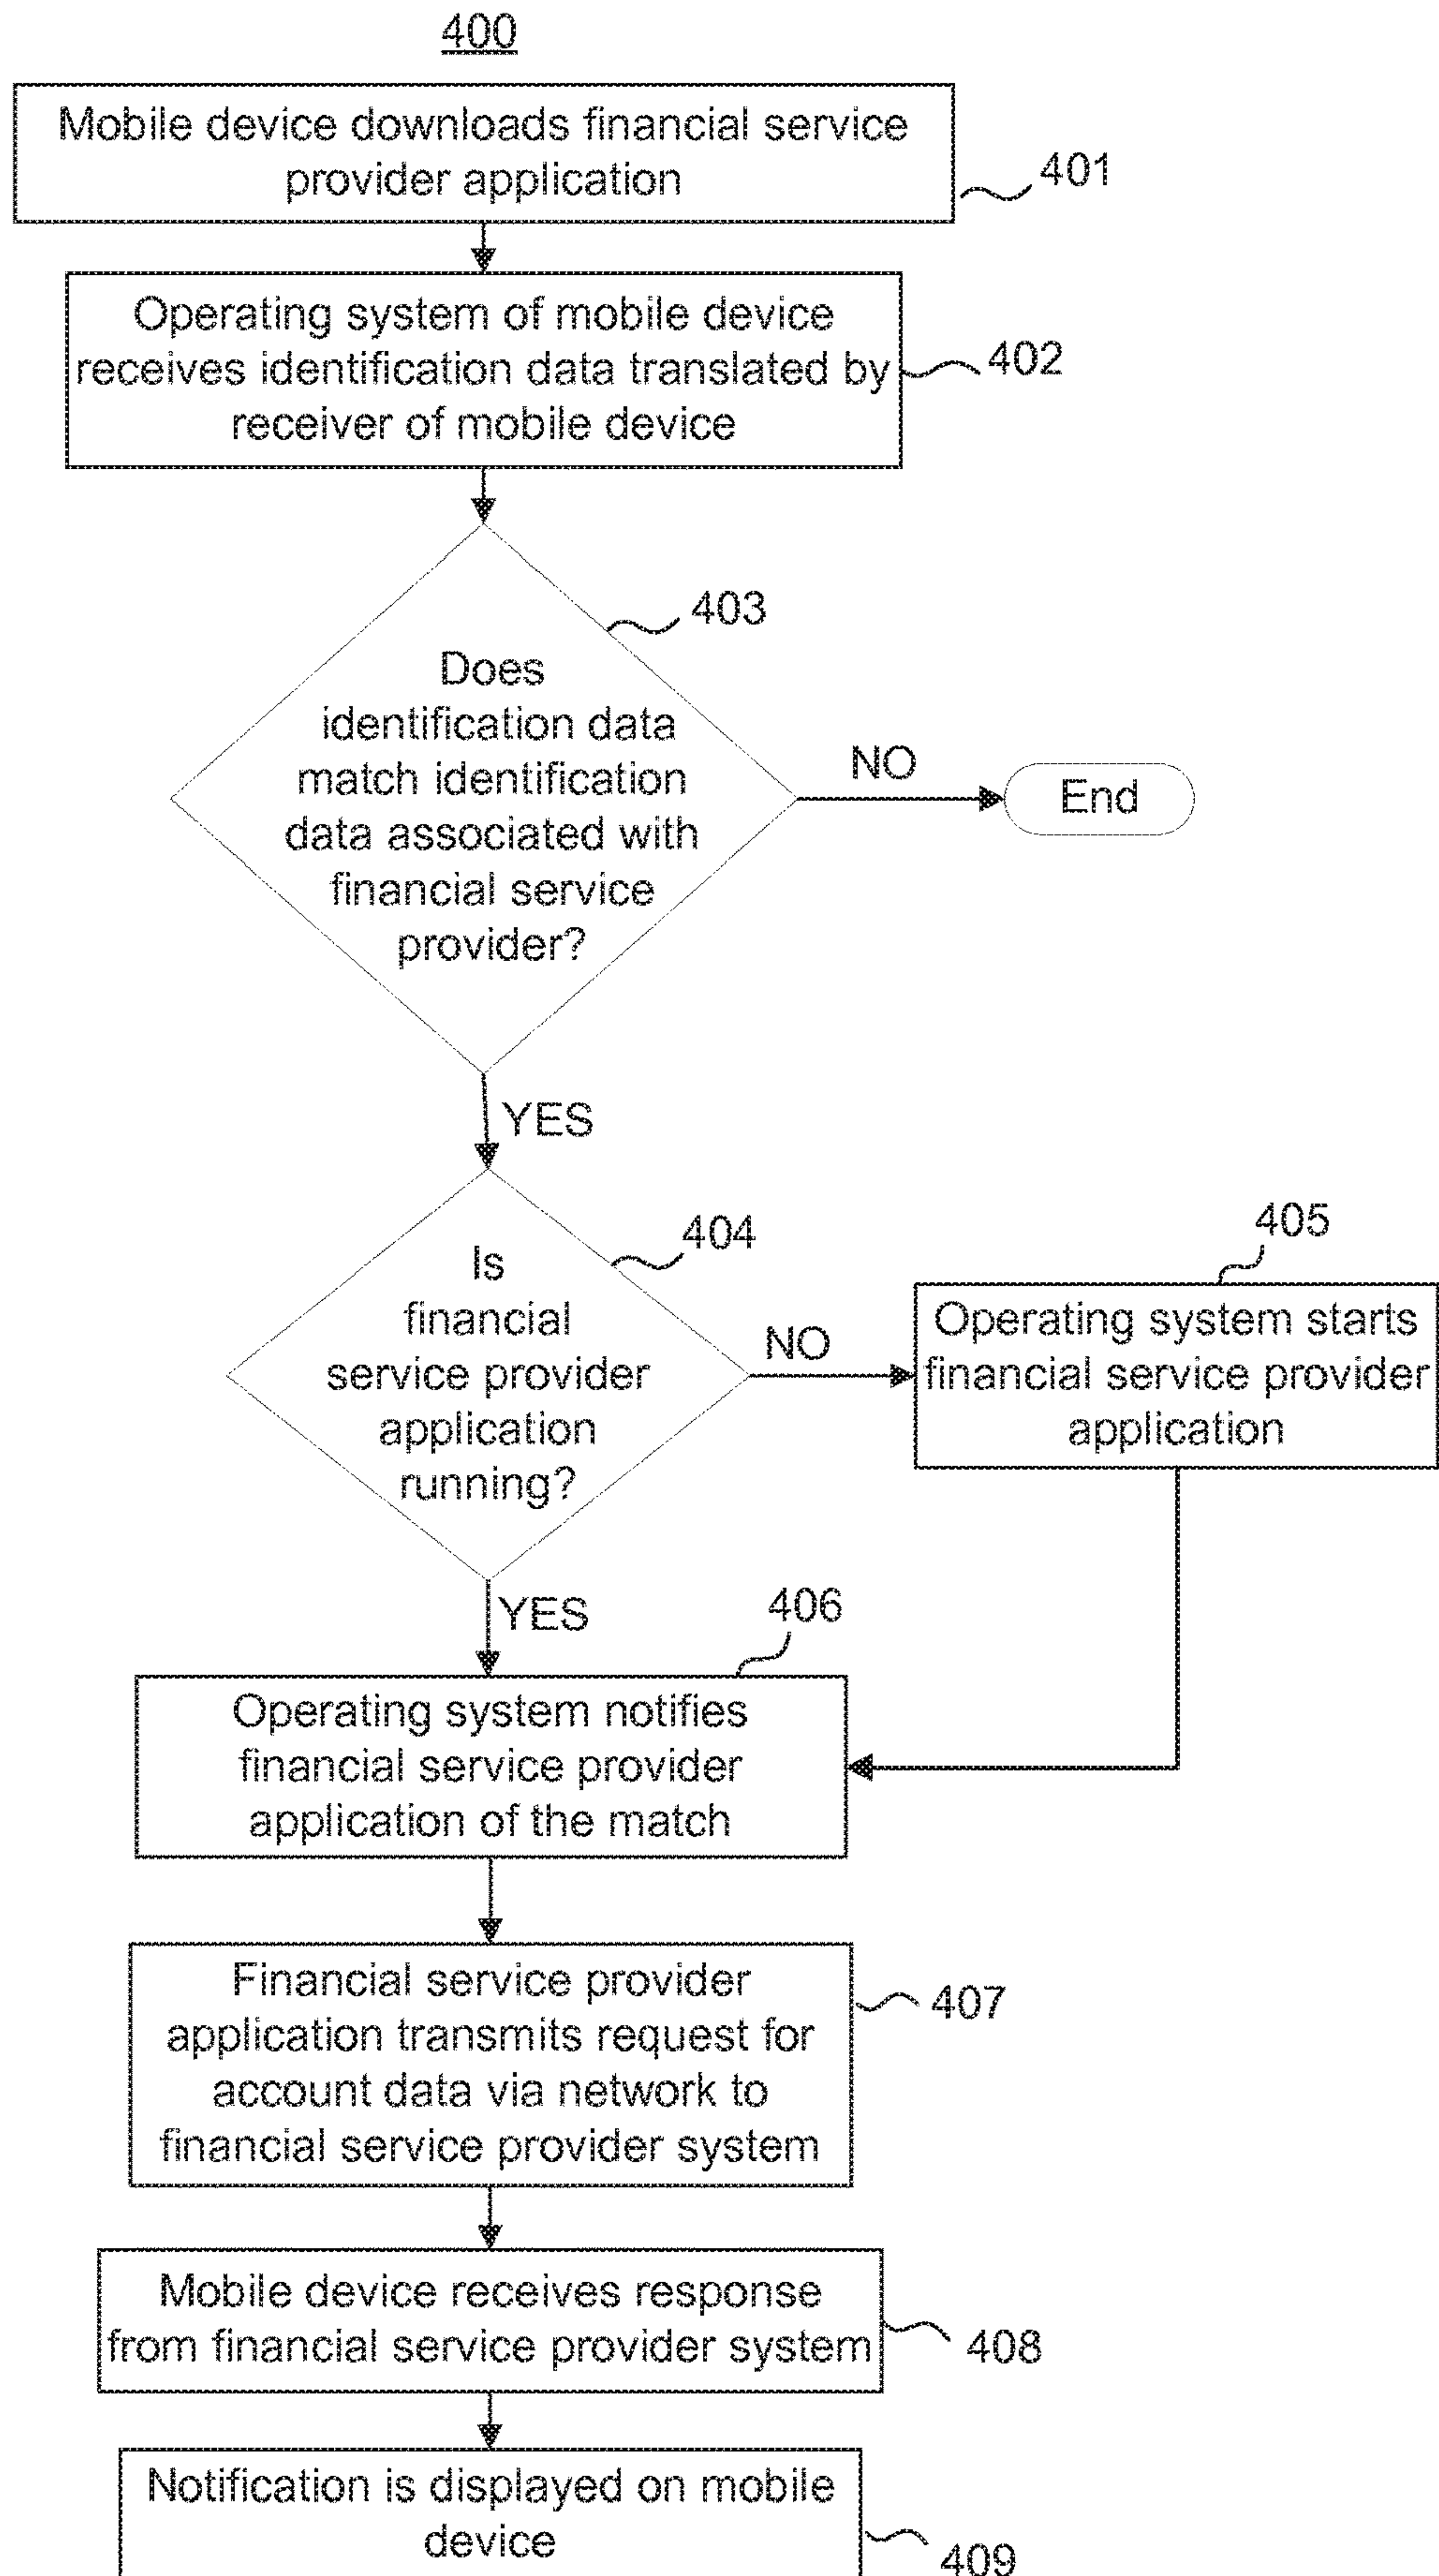 400
Mobile device downloads financial service
provider application
401
Operating system of mobile device
receives identification data translated by
receiver of mobile device
402
403
Does
identification data
match identification
data associated with
financial service
provider?
NO
End
YES
404
Is
financial
service provider
application
running?
NO
405
Operating system starts
financial service provider
application
YES
406
Operating system notifies
financial service provider
application of the match
Financial service provider
application transmits request for
account data via network to
financial service provider system
407
Mobile device receives response
from financial service provider system
408
Notification is displayed on mobile
device
409